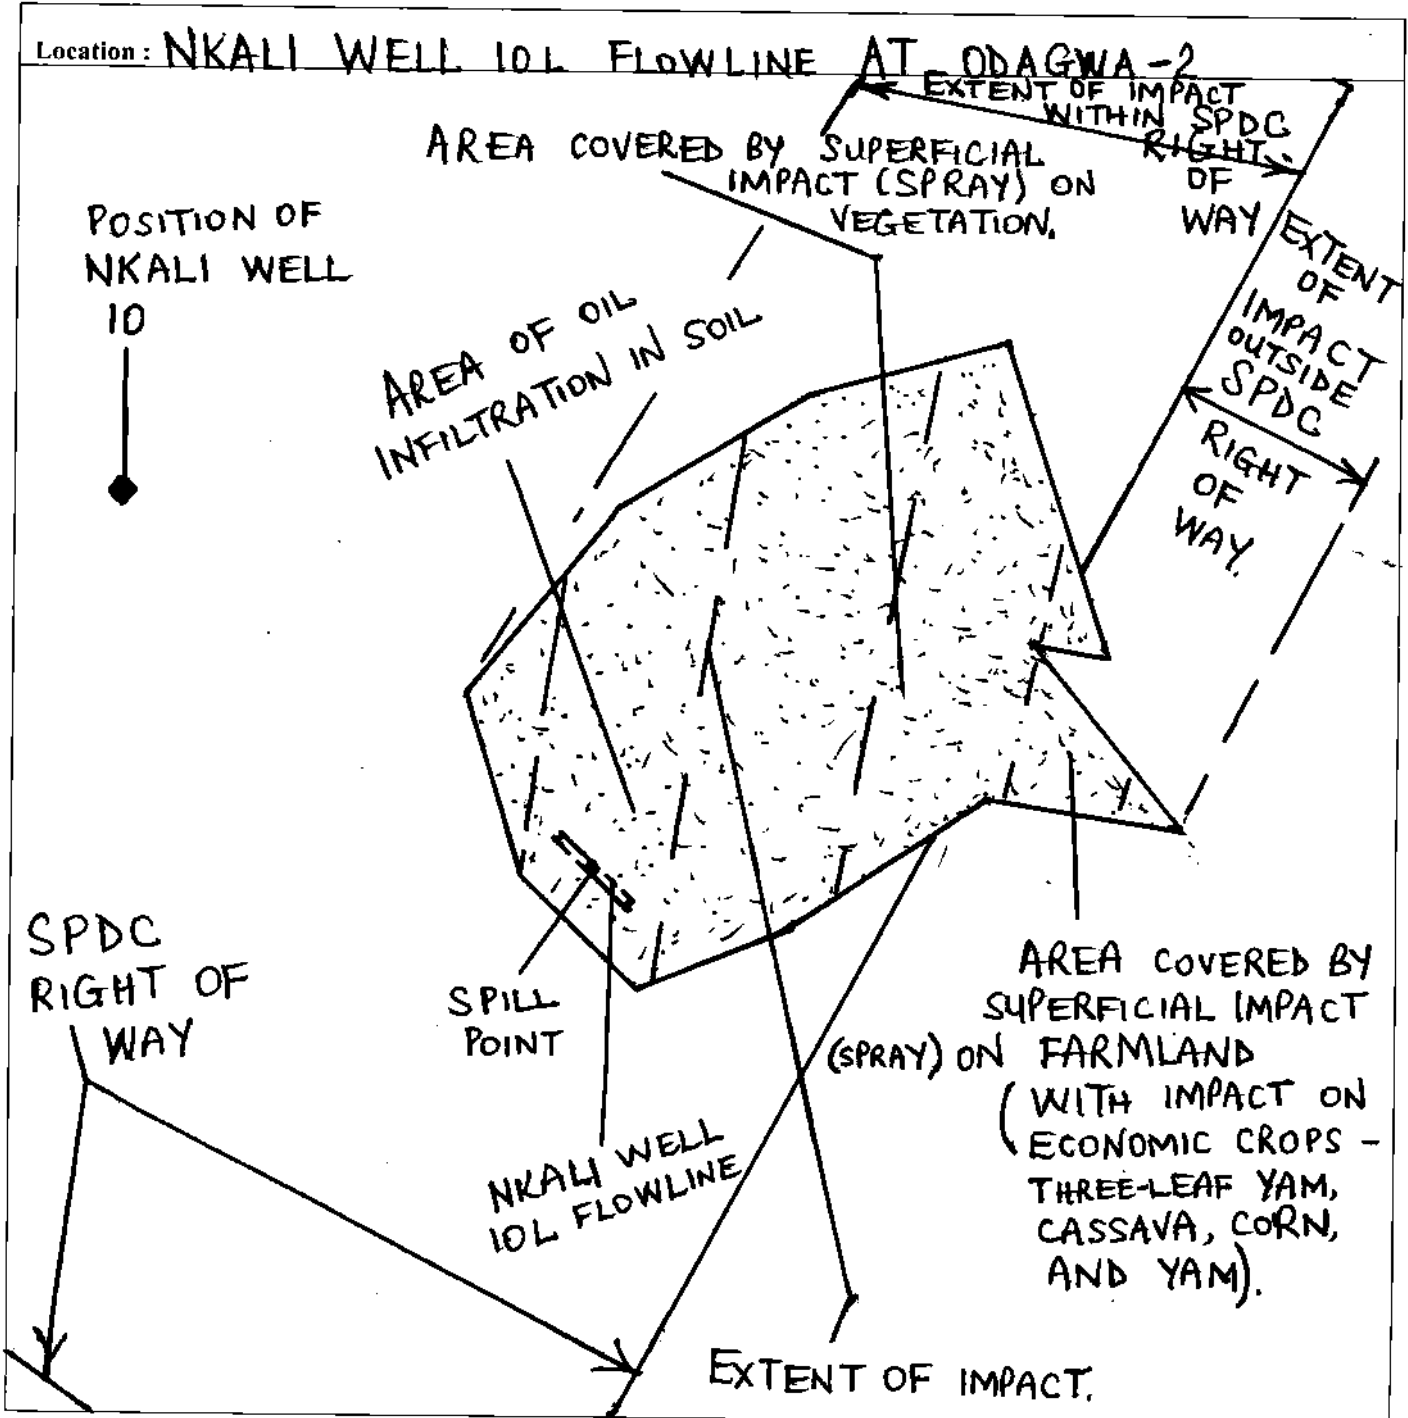 Location : NKALI WELL 10L FLOWLINE AT ODAGWA-2
EXTENT OF IMPACT
WITHIN SPDC
RIGHT
OF
WAY
AREA COVERED BY SUPERFICIAL
IMPACT (SPRAY) ON
VEGETATION.
POSITION OF
NKALI WELL
10
EXTENT
OF
IMPACT
OUTSIDE
SPDC
RIGHT
OF
WAY.
AREA OF OIL
INFILTRATION IN SOIL
SPDC
RIGHT OF
WAY
SPILL
POINT
NKALI WELL
10L FLOWLINE
AREA COVERED BY
SUPERFICIAL IMPACT
(SPRAY) ON FARMLAND
(WITH IMPACT ON
ECONOMIC CROPS -
THREE-LEAF YAM,
CASSAVA, CORN,
AND YAM).
EXTENT OF IMPACT.